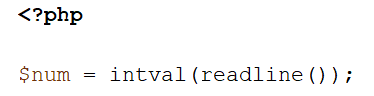 <?php
$num = intval(readline());